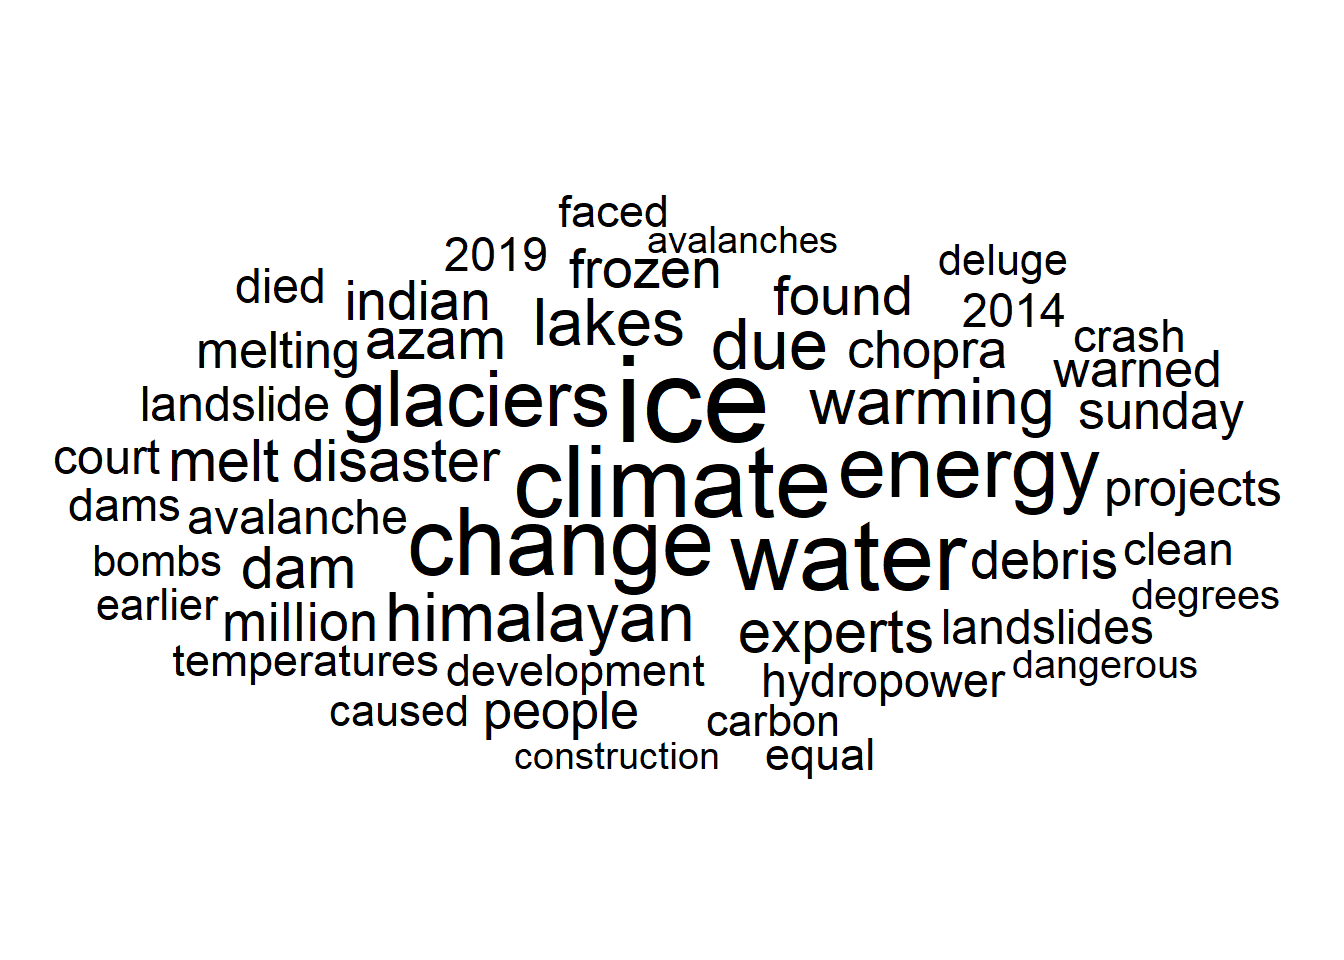 faced
2019 avalanches
died indian frozen found deluge
2014
melting azam lakes due chopra crash
landslide glaciers ice warming warned
sunday
court melt disaster climate energy projects
dams avalanche change water debris clean
bombs dam
earlier million himalayan experts landslides degrees
temperatures development hydropower dangerous
caused people carbon
construction equal